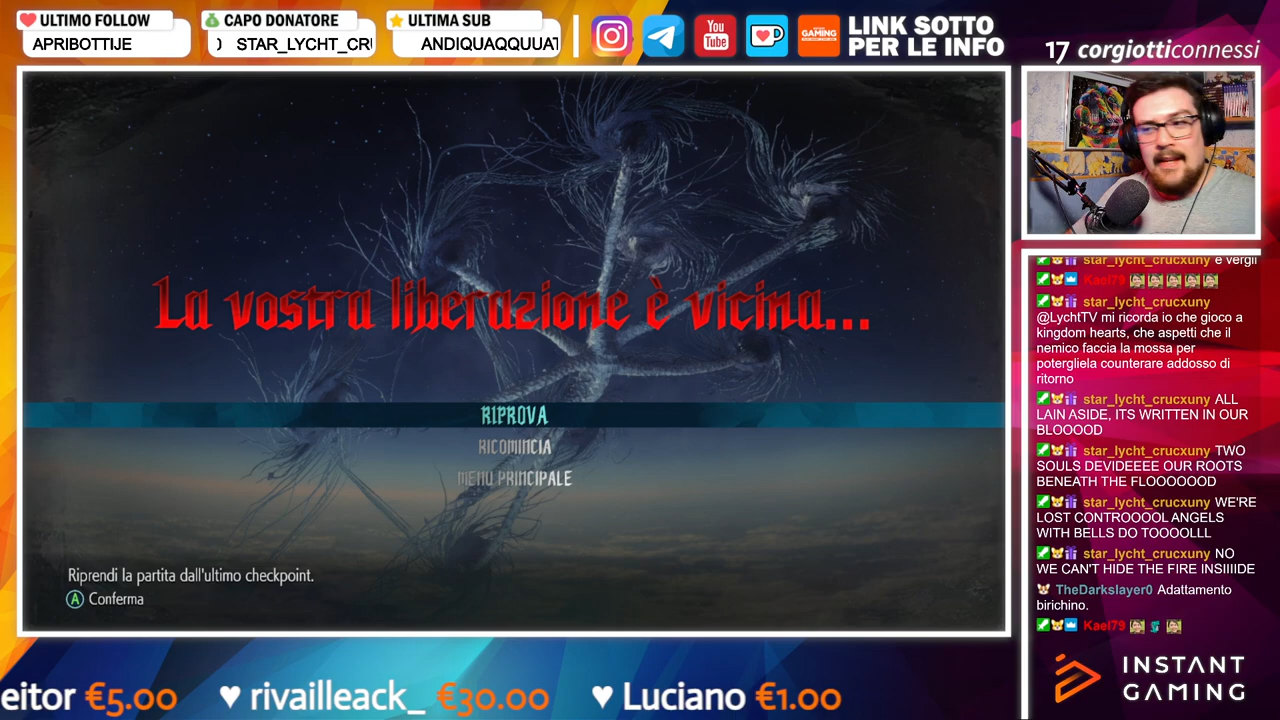 ULTIMO FOLLOW
APRIBOTTIJE
CAPO DONATORE
STAR_LYCHT_CRU
ULTIMA SUB
ANDIQUAQQUUAT
You
Tube
GAMING
LINK SOTTO
PER LE INFO
17 corgiotticonnessi
La vostra liberazione è vicina...
RIPROVA
RICOMINCIA
MENU PRINCIPALE
Riprendi la partita dall'ultimo checkpoint.
A Conferma
star_lycht_crucxuny e vergil
Kael79
star_lycht_crucxuny
@LychtTV mi ricorda io che gioco a
kingdom hearts, che aspetti che il
nemico faccia la mossa per
potergliela counterare addosso di
ritorno
star_lycht_crucxuny ALL
LAIN ASIDE, ITS WRITTEN IN OUR
BLOOOOD
star_lycht_crucxuny TWO
SOULS DEVIDEEEE OUR ROOTS
BENEATH THE FLOOOOOOD
star_lycht_crucxuny WE'RE
LOST CONTROOOOL ANGELS
WITH BELLS DO TOOOOLLL
star_lycht_crucxuny NO
WE CAN'T HIDE THE FIRE INSIIIIDE
TheDarkslayer0 Adattamento
birichino.
Kael79
INSTANT
GAMING
eitor €5.00 ♥ rivailleack_ €30.00 ♥ Luciano €1.00